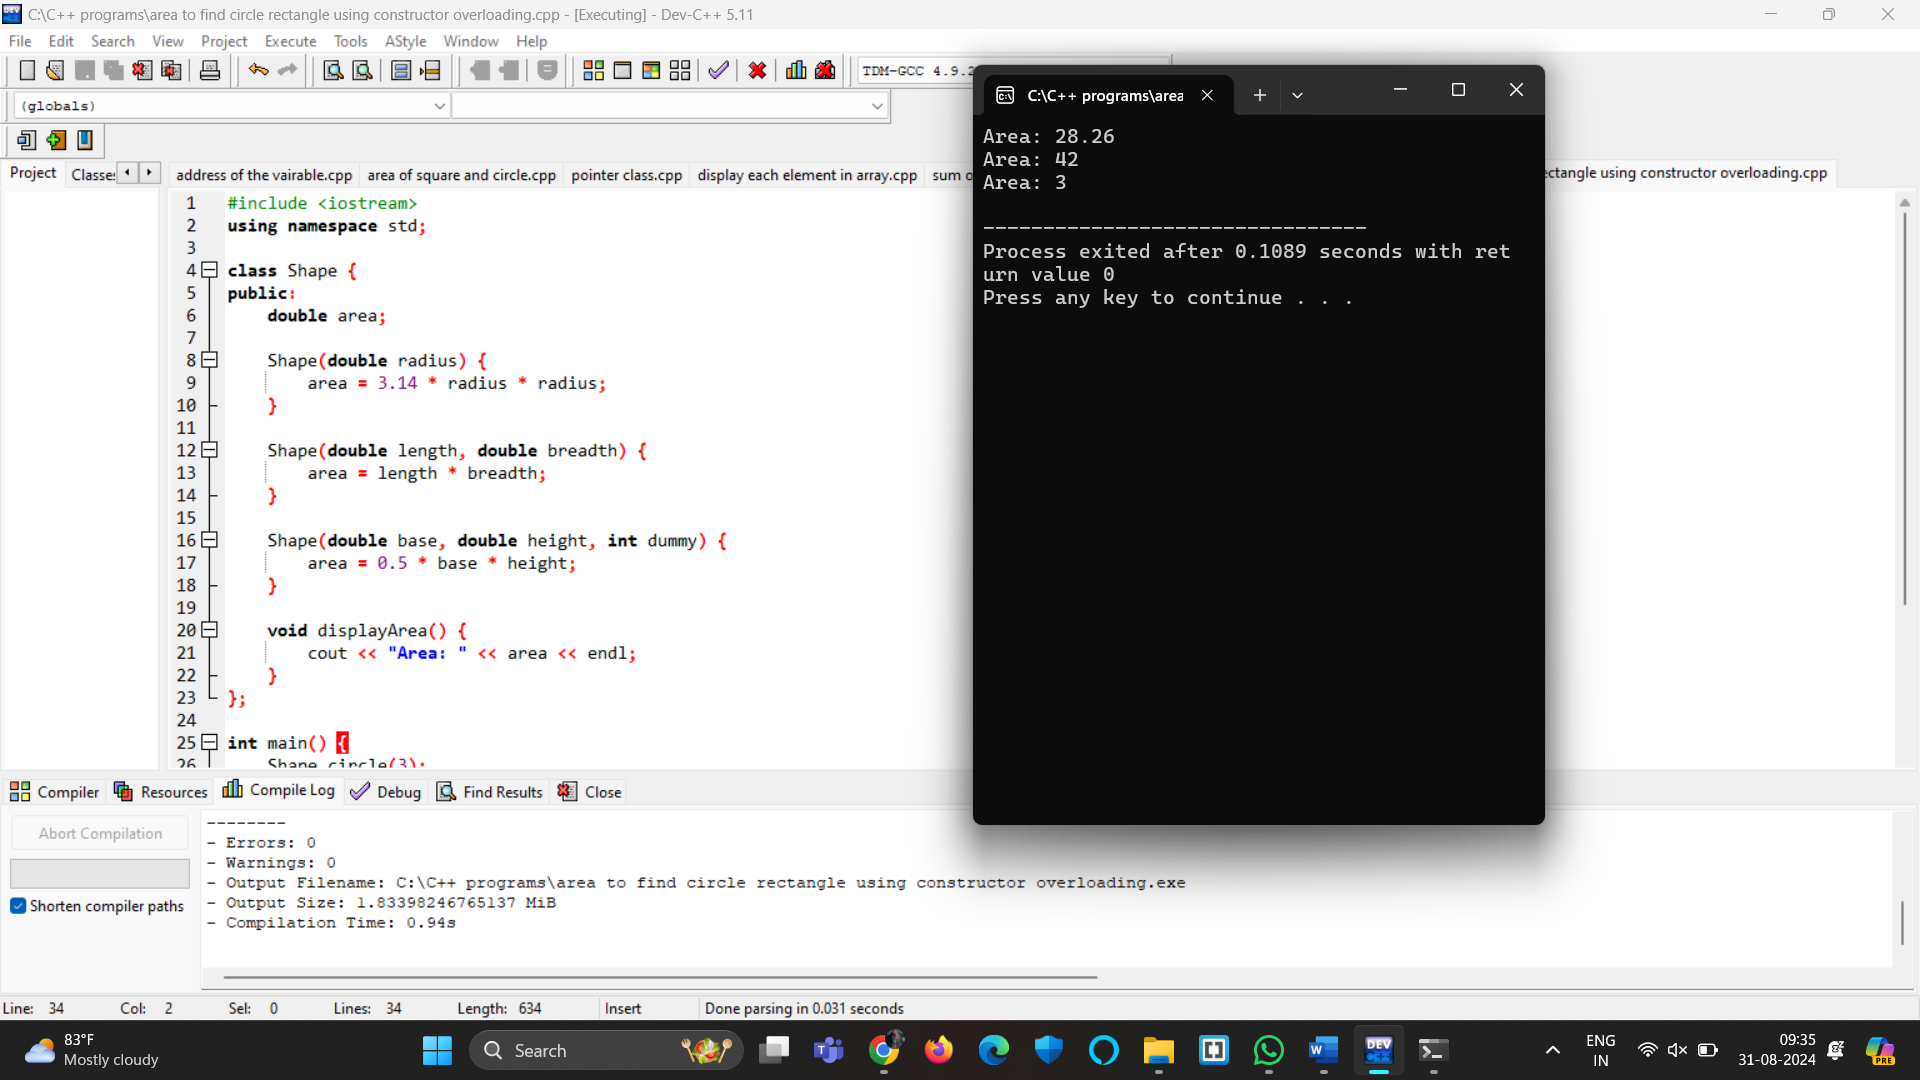 C:\C++ programs\area to find circle rectangle using constructor overloading.cpp - [Executing] - Dev-C++ 5.11
File Edit Search View Project Execute Tools AStyle Window Help
TDM-GCC 4.9.2
(globals)
Project Classes
address of the vairable.cpp area of square and circle.cpp pointer class.cpp display each element in array.cpp sum o
ectangle using constructor overloading.cpp
1 #include <iostream>
2 using namespace std;
3
4 class Shape {
5 public:
6 double area;
7
8 Shape(double radius) {
9 area = 3.14 * radius * radius;
10 }
11
12 Shape(double length, double breadth) {
13 area = length * breadth;
14 }
15
16 Shape(double base, double height, int dummy) {
17 area = 0.5 * base * height;
18 }
19
20 void displayArea() {
21 cout << "Area: " << area << endl;
22 }
23 };
24
25 int main() {
26 Shape circle(3);
C:\C++ programs\area
Area: 28.26
Area: 42
Area: 3
--------------------------------
Process exited after 0.1089 seconds with ret
urn value 0
Press any key to continue . . .
Compiler Resources Compile Log Debug Find Results Close
Abort Compilation
Shorten compiler paths
--------
- Errors: 0
- Warnings: 0
- Output Filename: C:\C++ programs\area to find circle rectangle using constructor overloading.exe
- Output Size: 1.83398246765137 MiB
- Compilation Time: 0.94s
Line: 34 Col: 2 Sel: 0 Lines: 34 Length: 634 Insert Done parsing in 0.031 seconds
83°F
Mostly cloudy
Search
DEV
ENG
IN
09:35
31-08-2024
PRE